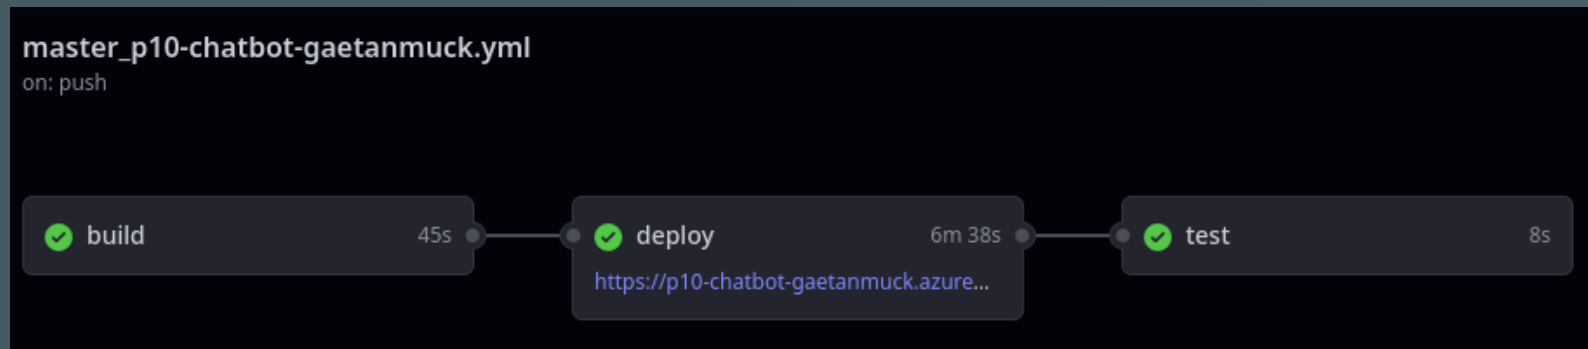 master_p10-chatbot-gaetanmuck.yml
on: push
build 45s
deploy 6m 38s
https://p10-chatbot-gaetanmuck.azure...
test 8s